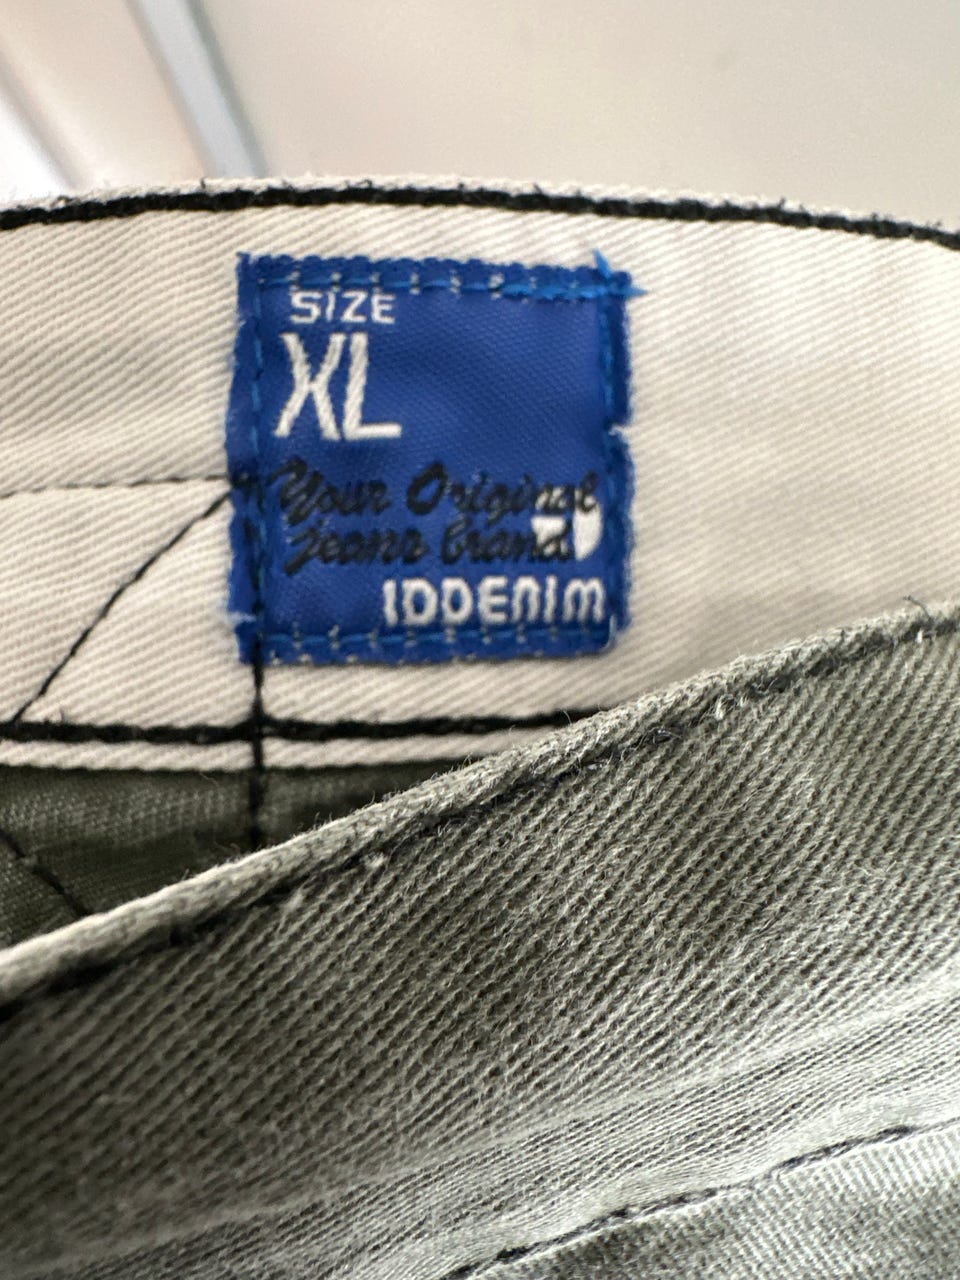 SIZE
XL
Your Original
Jeans brand
IDDENIM